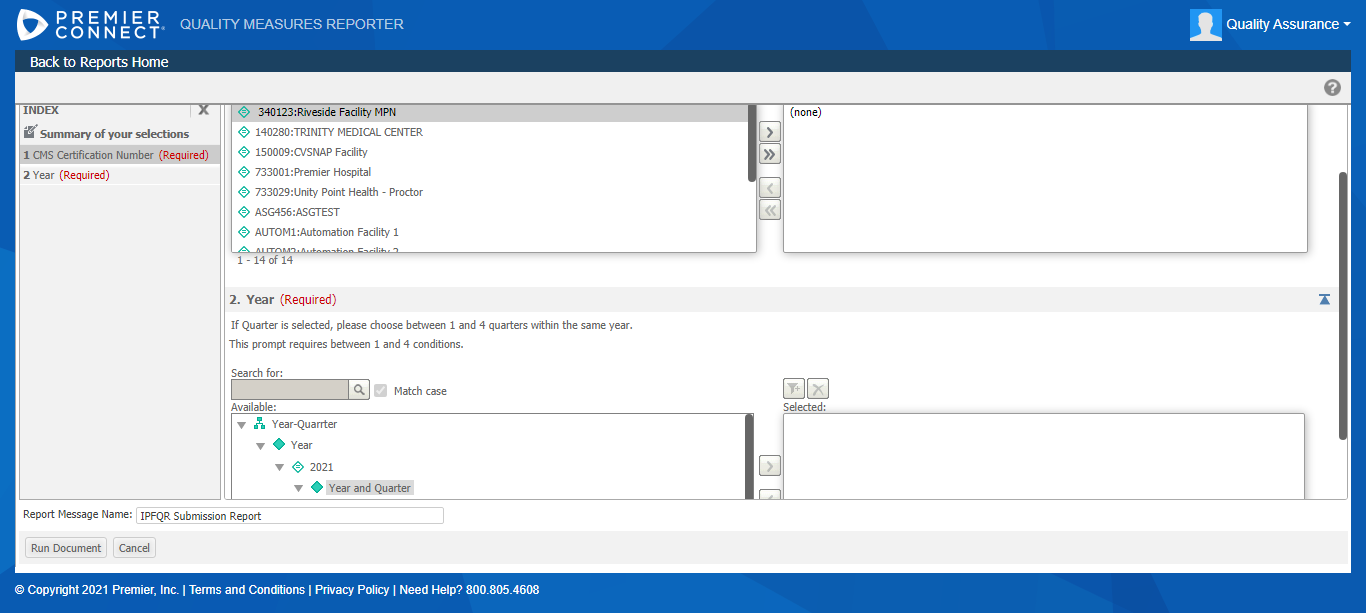 PREMIER CONNECT® QUALITY MEASURES REPORTER
Quality Assurance
Back to Reports Home
?
INDEX X
Summary of your selections
1 CMS Certification Number (Required)
2 Year (Required)
340123:Riveside Facility MPN
140280:TRINITY MEDICAL CENTER
150009:CVSNAP Facility
733001:Premier Hospital
733029:Unity Point Health - Proctor
ASG456:ASGTEST
AUTOM1:Automation Facility 1
AUTOM2:Automation Facility 2
1 - 14 of 14
(none)
2. Year (Required)
If Quarter is selected, please choose between 1 and 4 quarters within the same year.
This prompt requires between 1 and 4 conditions.
Search for:
Match case
Available:
Selected:
Year-Quarrter
Year
2021
Year and Quarter
Report Message Name: IPFQR Submission Report
Run Document Cancel
© Copyright 2021 Premier, Inc. | Terms and Conditions | Privacy Policy | Need Help? 800.805.4608